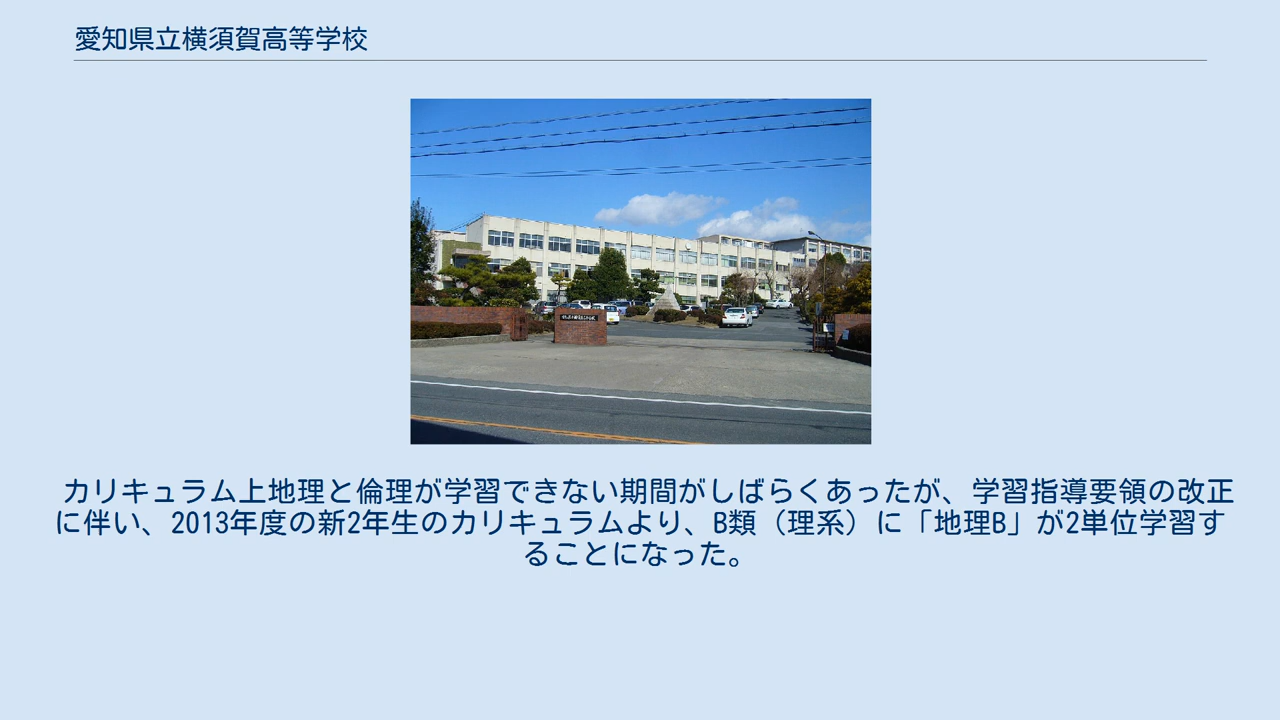 愛知県立横須賀高等学校
カリキュラム上地理と倫理が学習できない期間がしばらくあったが、学習指導要領の改正
に伴い、2013年度の新2年生のカリキュラムより、B類（理系）に「地理B」が2単位学習す
ることになった。